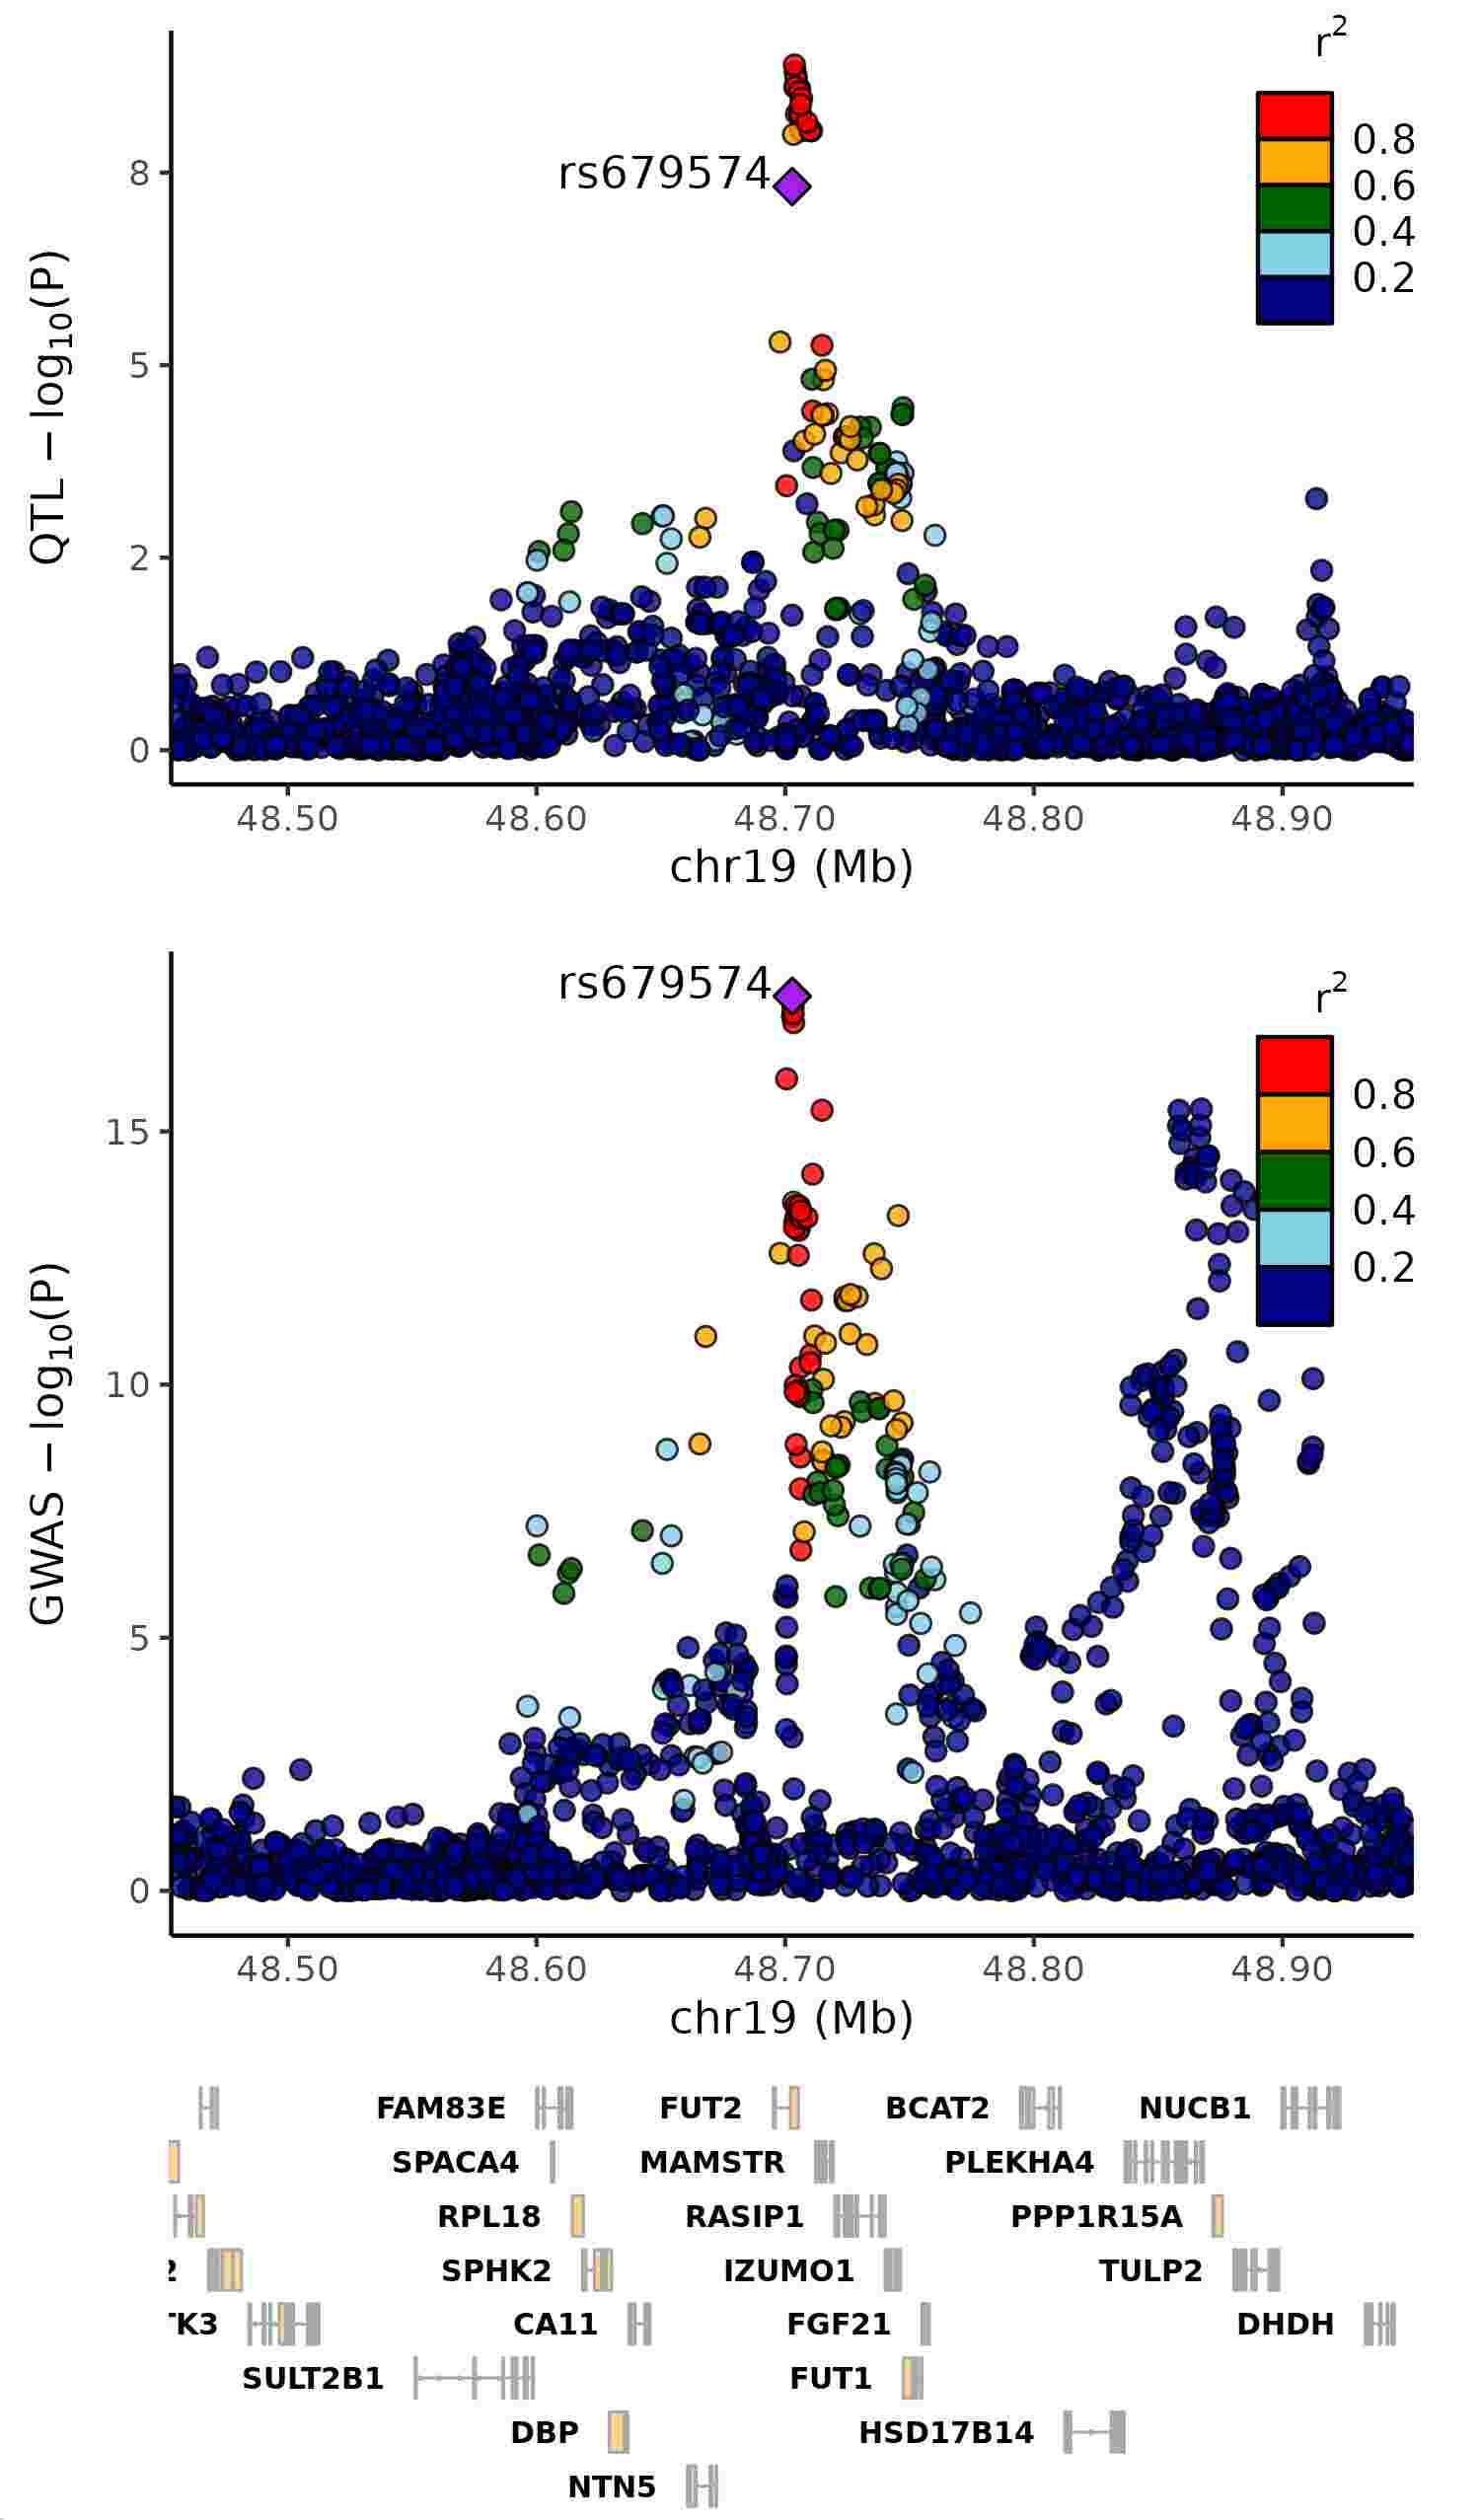 r2
0.8
0.6
0.4
0.2
rs679574
8
5
2
0
QTL − log10(P)
48.50 48.60 48.70 48.80 48.90
chr19 (Mb)
rs679574
r2
0.8
0.6
0.4
0.2
15
10
5
0
GWAS − log10(P)
48.50 48.60 48.70 48.80 48.90
chr19 (Mb)
FAM83E FUT2 BCAT2 NUCB1
SPACA4 MAMSTR PLEKHA4
RPL18 RASIP1 PPP1R15A
2 SPHK2 IZUMO1 TULP2
TK3 CA11 FGF21 DHDH
SULT2B1 FUT1
DBP HSD17B14
NTN5